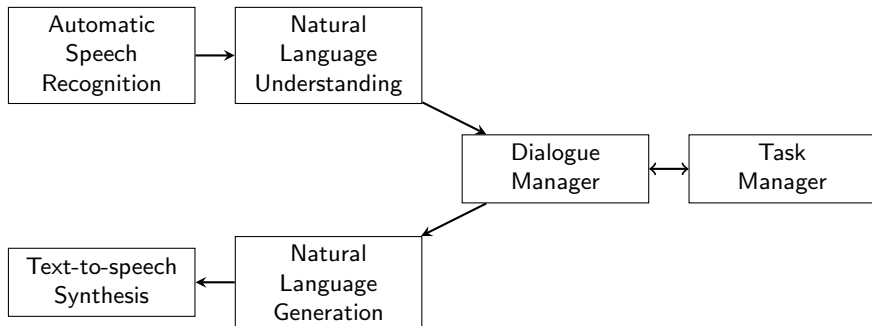 Automatic
Speech
Recognition
Natural
Language
Understanding
Dialogue
Manager
Task
Manager
Text-to-speech
Synthesis
Natural
Language
Generation